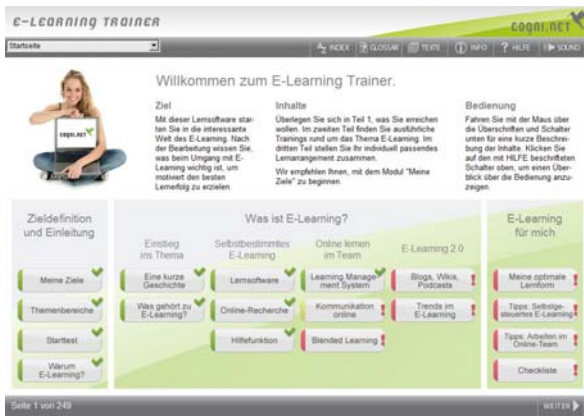 E-LEARNING TRAINER
COGNI.NET
Startseite
INDEX GLOSSAR TEXTE INFO HILFE SOUND
Willkommen zum E-Learning Trainer.
Ziel
Mit dieser Lernsoftware star-
ten Sie in die interessante
Welt des E-Learning. Nach
der Bearbeitung wissen Sie,
was beim Umgang mit E-
Learning wichtig ist, um
motiviert den besten
Lernerfolg zu erzielen.
Inhalte
Überlegen Sie sich in Teil 1, was Sie erreichen
wollen. Im zweiten Teil finden Sie ausführliche
Trainings rund um das Thema E-Learning. Im
dritten Teil stellen Sie Ihr individuell passendes
Lernarrangement zusammen.
Wir empfehlen Ihnen, mit dem Modul "Meine
Ziele" zu beginnen.
Bedienung
Fahren Sie mit der Maus über
die Überschriften und Schalter
unten für eine kurze Beschrei-
bung der Inhalte. Klicken Sie
auf den mit HILFE beschrifteten
Schalter oben, um einen Über-
blick über die Bedienung anzu-
zeigen.
COGNI.NET
Zieldefinition
und Einleitung
Meine Ziele
Themenbereiche
Starttest
Warum
E-Learning?
Was ist E-Learning?
Einstieg
ins Thema
Eine kurze
Geschichte
Was gehört zu
E-Learning?
Selbstbestimmtes
E-Learning
Lernsoftware
Online-Recherche
Hilfefunktion
Online lernen
im Team
Learning Manage-
ment System
Kommunikation
online
Blended Learning
E-Learning 2.0
Blogs, Wikis,
Podcasts
Trends im
E-Learning
E-Learning
für mich
Meine optimale
Lernform
Tipps: Selbstge-
steuertes E-Learning
Tipps: Arbeiten im
Online-Team
Checkliste
Seite 1 von 249
WEITER